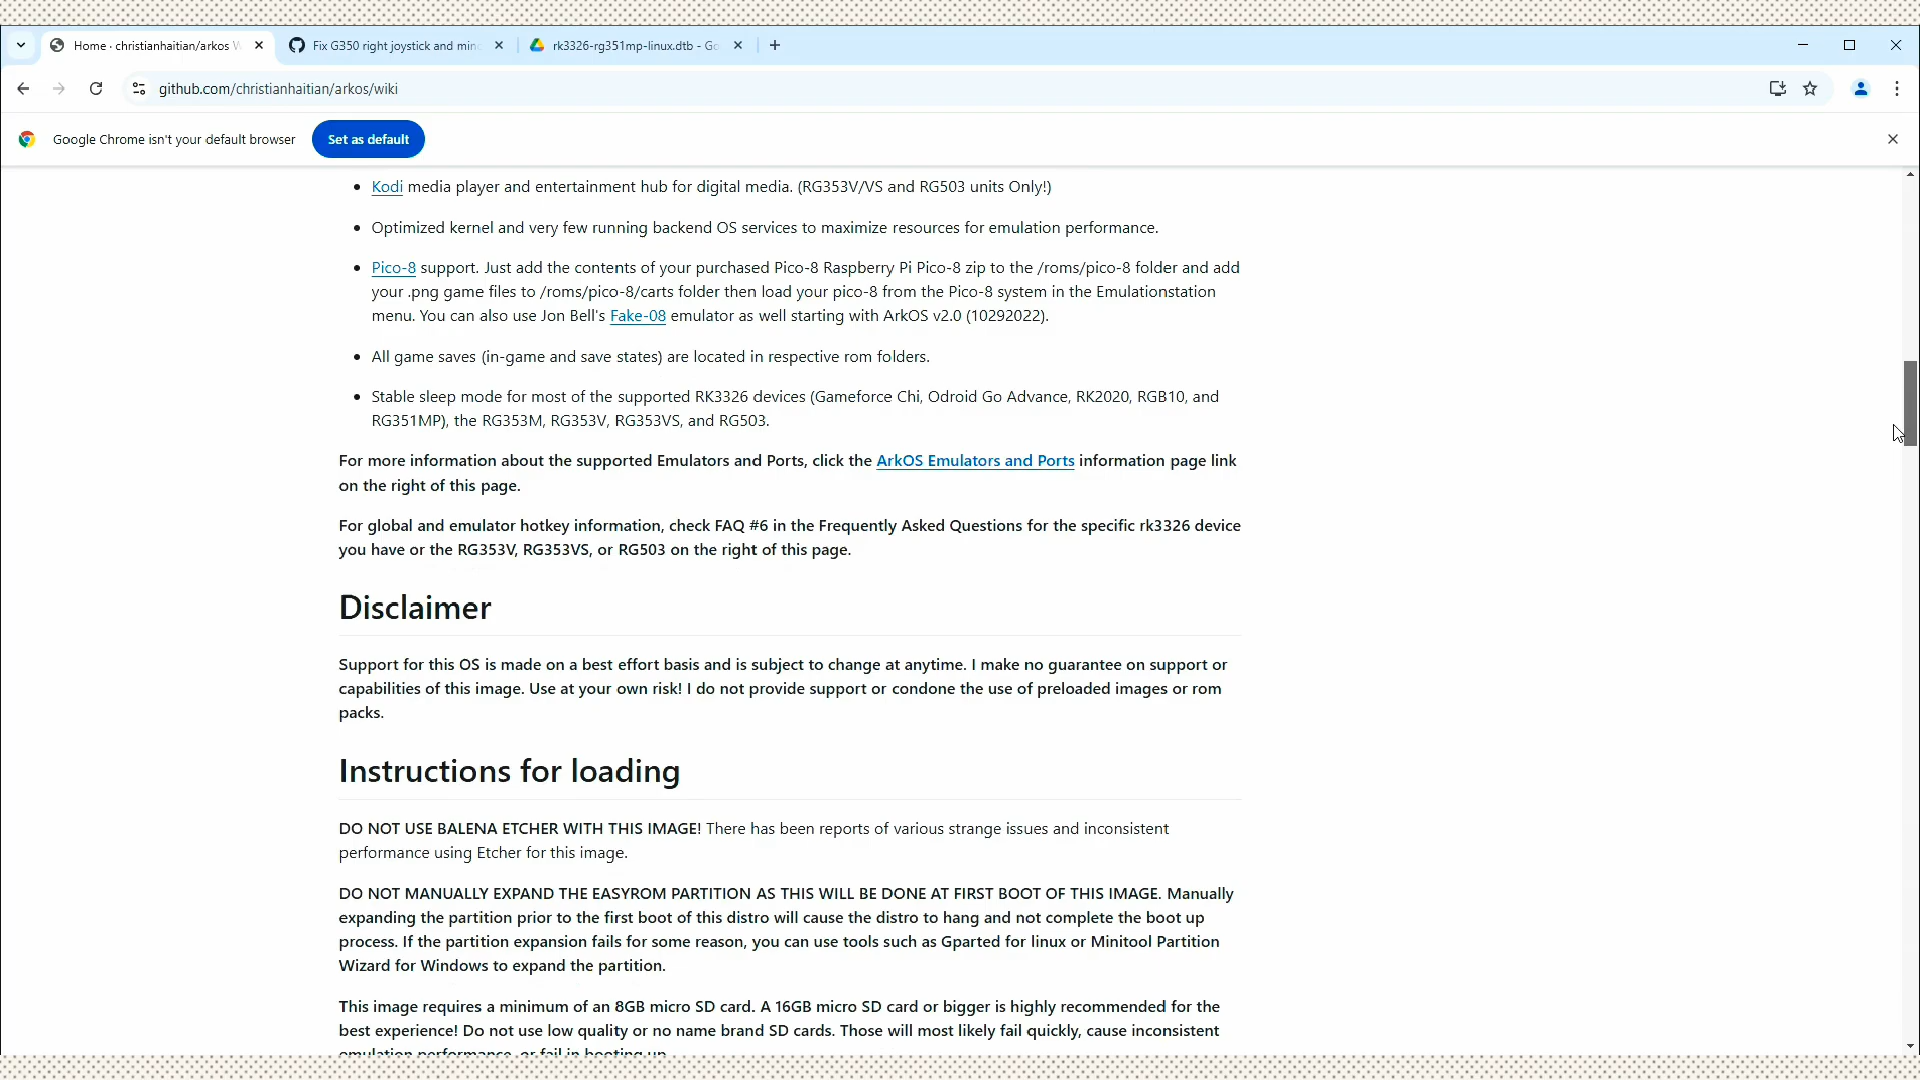 Home · christianhaitian/arkos W
Fix G350 right joystick and mino
rk3326-rg351mp-linux.dtb - Go
github.com/christianhaitian/arkos/wiki
Google Chrome isn't your default browser
Set as default
• Kodi media player and entertainment hub for digital media. (RG353V/VS and RG503 units Only!)
• Optimized kernel and very few running backend OS services to maximize resources for emulation performance.
• Pico-8 support. Just add the contents of your purchased Pico-8 Raspberry Pi Pico-8 zip to the /roms/pico-8 folder and add
your .png game files to /roms/pico-8/carts folder then load your pico-8 from the Pico-8 system in the Emulationstation
menu. You can also use Jon Bell's Fake-08 emulator as well starting with ArkOS v2.0 (10292022).
• All game saves (in-game and save states) are located in respective rom folders.
• Stable sleep mode for most of the supported RK3326 devices (Gameforce Chi, Odroid Go Advance, RK2020, RGB10, and
RG351MP), the RG353M, RG353V, RG353VS, and RG503.
For more information about the supported Emulators and Ports, click the ArkOS Emulators and Ports information page link
on the right of this page.
For global and emulator hotkey information, check FAQ #6 in the Frequently Asked Questions for the specific rk3326 device
you have or the RG353V, RG353VS, or RG503 on the right of this page.
Disclaimer
Support for this OS is made on a best effort basis and is subject to change at anytime. I make no guarantee on support or
capabilities of this image. Use at your own risk! I do not provide support or condone the use of preloaded images or rom
packs.
Instructions for loading
DO NOT USE BALENA ETCHER WITH THIS IMAGE! There has been reports of various strange issues and inconsistent
performance using Etcher for this image.
DO NOT MANUALLY EXPAND THE EASYROM PARTITION AS THIS WILL BE DONE AT FIRST BOOT OF THIS IMAGE. Manually
expanding the partition prior to the first boot of this distro will cause the distro to hang and not complete the boot up
process. If the partition expansion fails for some reason, you can use tools such as Gparted for linux or Minitool Partition
Wizard for Windows to expand the partition.
This image requires a minimum of an 8GB micro SD card. A 16GB micro SD card or bigger is highly recommended for the
best experience! Do not use low quality or no name brand SD cards. Those will most likely fail quickly, cause inconsistent
emulation performance, or fail in booting up.